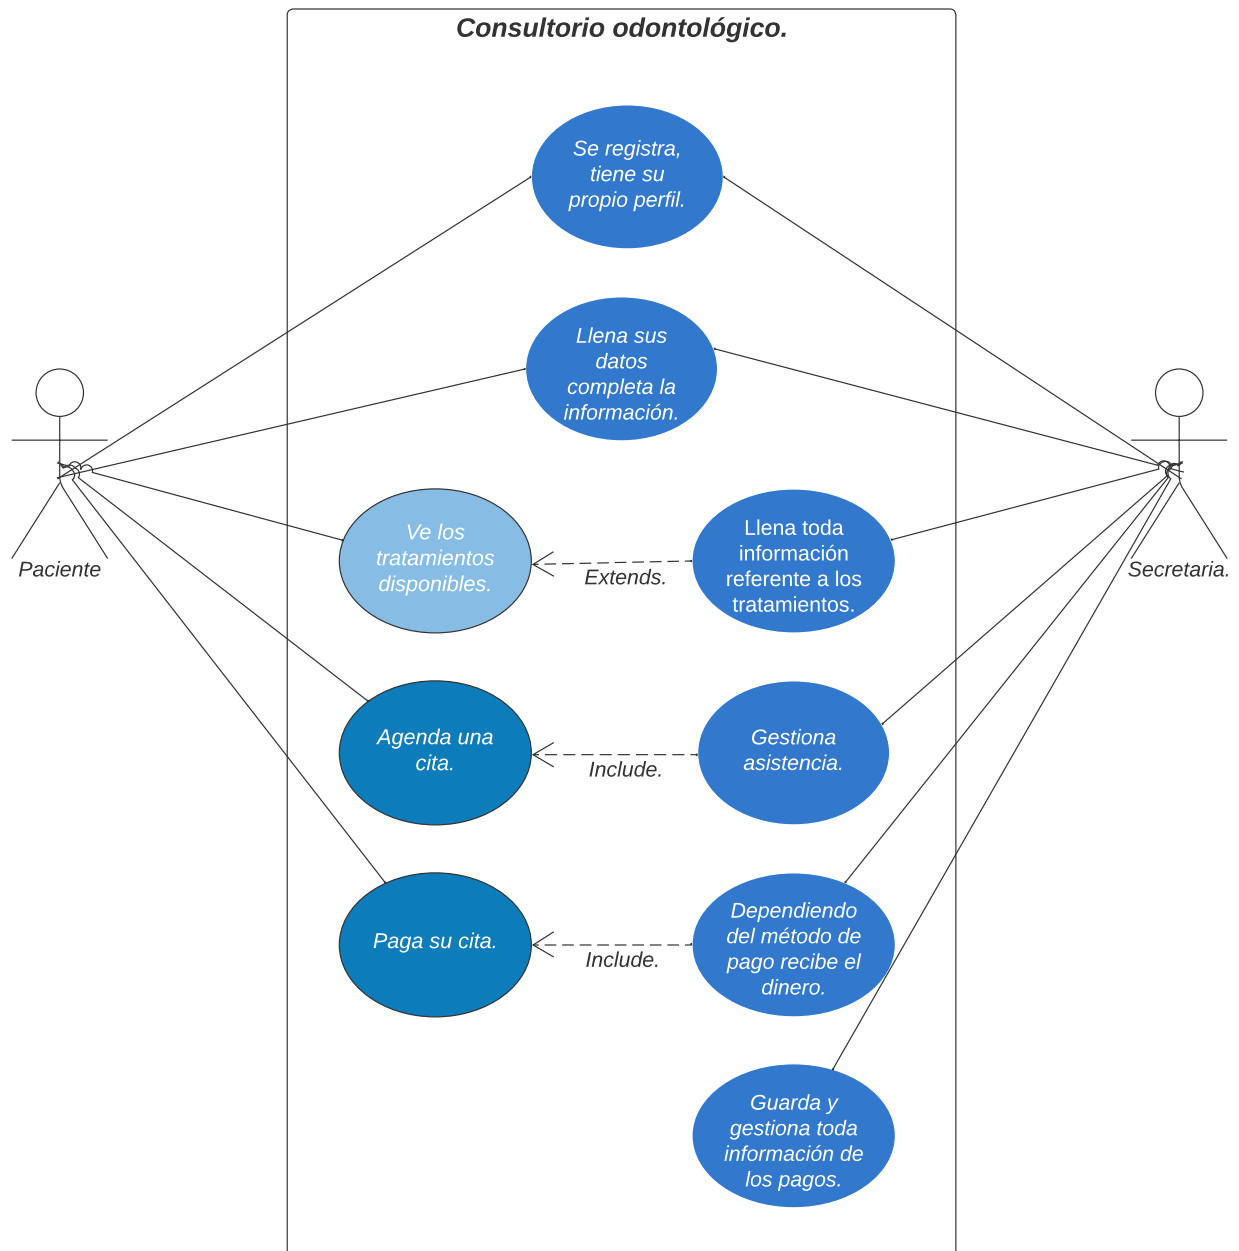 Consultorio odontológico.
Se registra,
tiene su
propio perfil.
Llena sus
datos
completa la
información.
Paciente
Secretaria.
Ve los
tratamientos
disponibles.
Extends.
Llena toda
información
referente a los
tratamientos.
Agenda una
cita.
Include.
Gestiona
asistencia.
Paga su cita.
Include.
Dependiendo
del método de
pago recibe el
dinero.
Guarda y
gestiona toda
información de
los pagos.